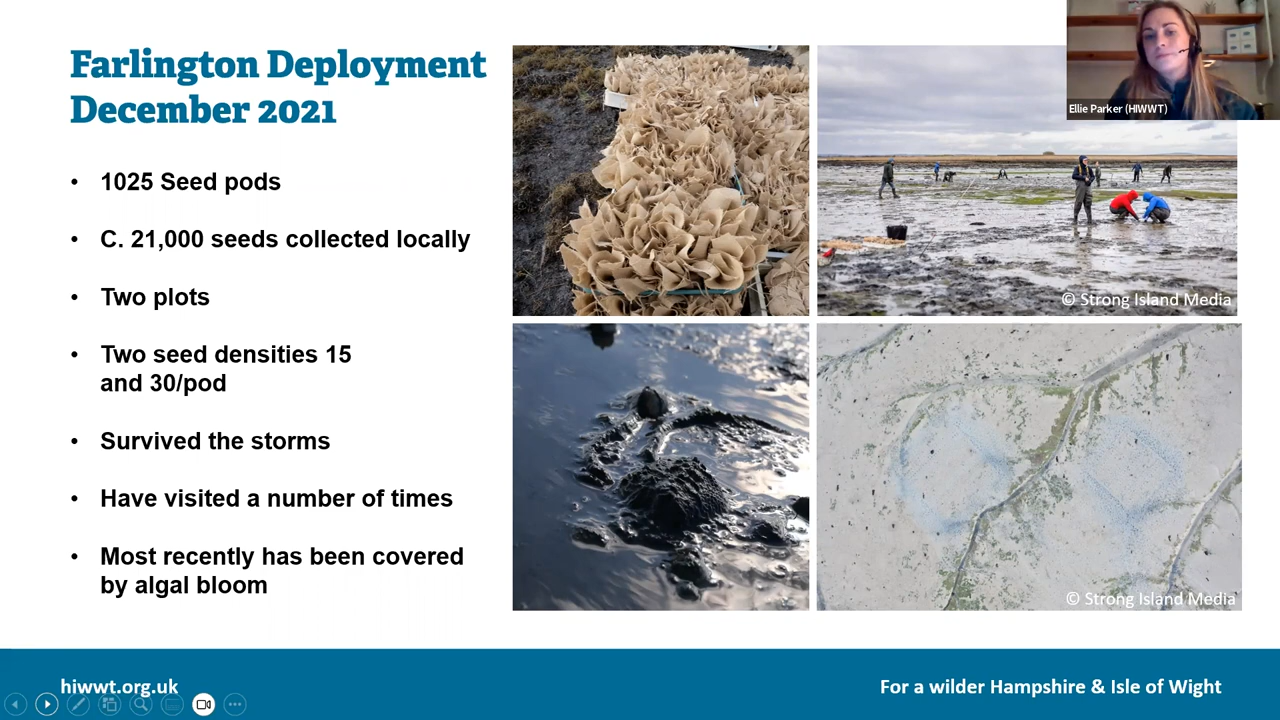 Farlington Deployment
December 2021
• 1025 Seed pods
• C. 21,000 seeds collected locally
• Two plots
• Two seed densities 15
and 30/pod
• Survived the storms
• Have visited a number of times
• Most recently has been covered
by algal bloom
Ellie Parker (HIWWT)
© Strong Island Media
© Strong Island Media
hiwwt.org.uk
For a wilder Hampshire & Isle of Wight